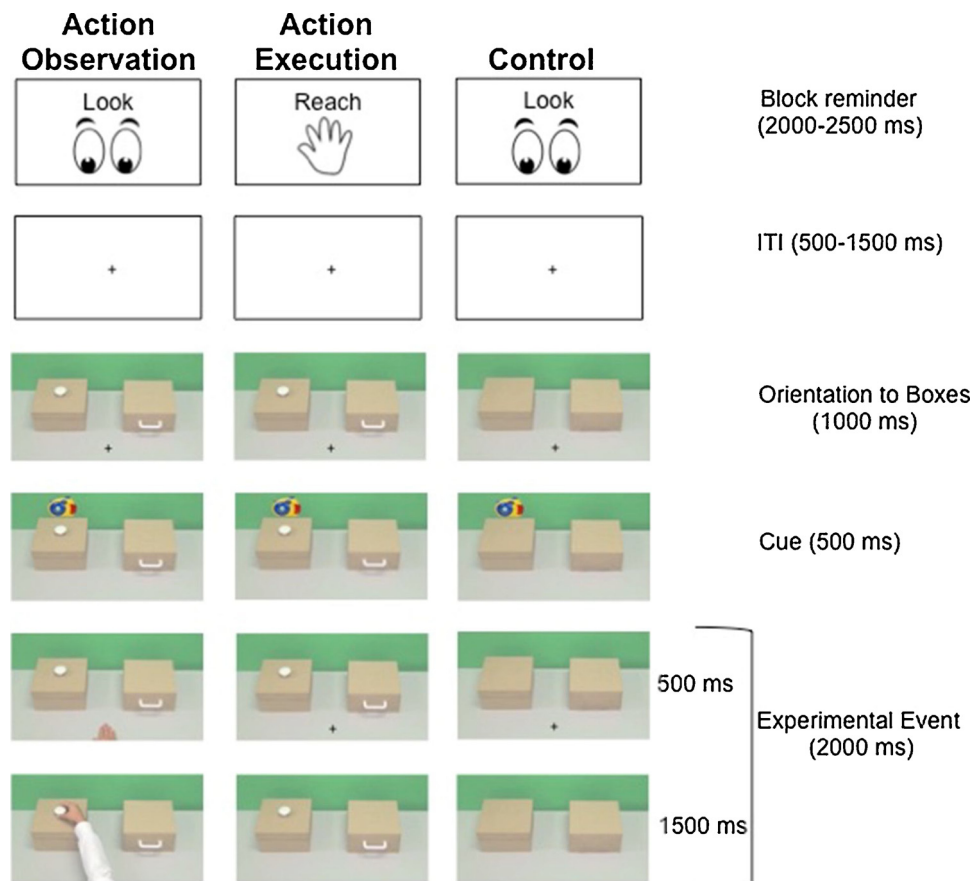 Action
Observation
Action
Execution
Control
Look
Reach
Look
Block reminder
(2000-2500 ms)
+
+
+
ITI (500-1500 ms)
+
+
+
Orientation to Boxes
(1000 ms)
Cue (500 ms)
+
+
500 ms
Experimental Event
(2000 ms)
1500 ms